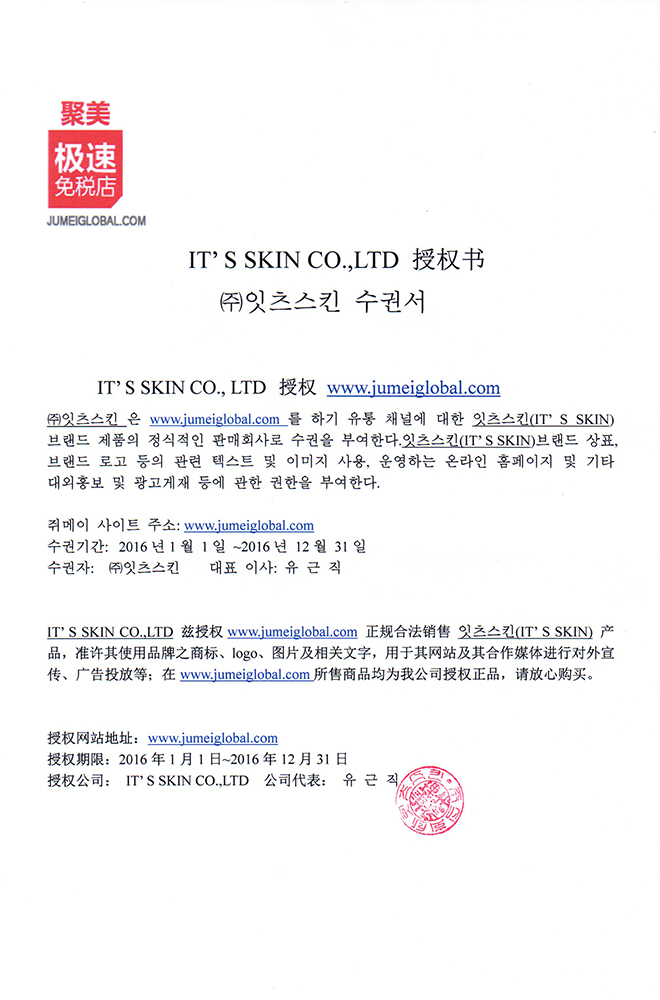 聚美
极速
免税店
JUMEIGLOBAL.COM
IT’ S SKIN CO.,LTD 授权书
㈜잇츠스킨 수권서
IT’ S SKIN CO., LTD 授权 www.jumeiglobal.com
㈜잇츠스킨 은 www.jumeiglobal.com 를 하기 유통 채널에 대한 잇츠스킨(IT’ S SKIN)
브랜드 제품의 정식적인 판매회사로 수권을 부여한다.잇츠스킨(IT’ S SKIN)브랜드 상표,
브랜드 로고 등의 관련 텍스트 및 이미지 사용, 운영하는 온라인 홈페이지 및 기타
대외홍보 및 광고게재 등에 관한 권한을 부여한다.
쥐메이 사이트 주소: www.jumeiglobal.com
수권기간: 2016 년 1 월 1 일 ~2016 년 12 월 31 일
수권자: ㈜잇츠스킨 대표 이사: 유 근 직
IT’ S SKIN CO.,LTD 兹授权 www.jumeiglobal.com 正规合法销售 잇츠스킨(IT’ S SKIN) 产
品，准许其使用品牌之商标、logo、图片及相关文字，用于其网站及其合作媒体进行对外宣
传、广告投放等；在 www.jumeiglobal.com 所售商品均为我公司授权正品，请放心购买。
授权网站地址：www.jumeiglobal.com
授权期限：2016 年 1 月 1 日~2016 年 12 月 31 日
授权公司： IT’ S SKIN CO.,LTD 公司代表： 유 근 직